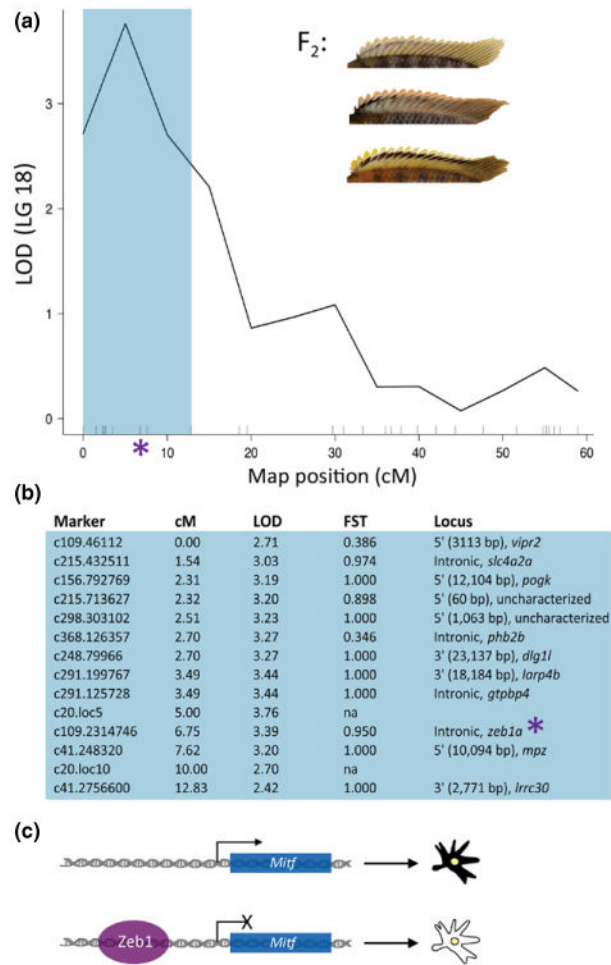 (a)
F2:
LOD (LG 18)
3
2
1
0
0 10 20 30 40 50 60
*
Map position (cM)
(b)
Marker cM LOD FST Locus
c109.46112 0.00 2.71 0.386 5' (3113 bp), vipr2
c215.432511 1.54 3.03 0.974 Intronic, slc4a2a
c156.792769 2.31 3.19 1.000 5' (12,104 bp), pogk
c215.713627 2.32 3.20 0.898 5' (60 bp), uncharacterized
c298.303102 2.51 3.23 1.000 5' (1,063 bp), uncharacterized
c368.126357 2.70 3.27 0.346 Intronic, phb2b
c248.79966 2.70 3.27 1.000 3' (23,137 bp), dlg1l
c291.199767 3.49 3.44 1.000 3' (18,184 bp), larp4b
c291.125728 3.49 3.44 1.000 Intronic, gtpbp4
c20.loc5 5.00 3.76 na
c109.2314746 6.75 3.39 0.950 Intronic, zeb1a *
c41.248320 7.62 3.20 1.000 5' (10,094 bp), mpz
c20.loc10 10.00 2.70 na
c41.2756600 12.83 2.42 1.000 3' (2,771 bp), lrrc30
(c)
Mitf
Zeb1 X Mitf